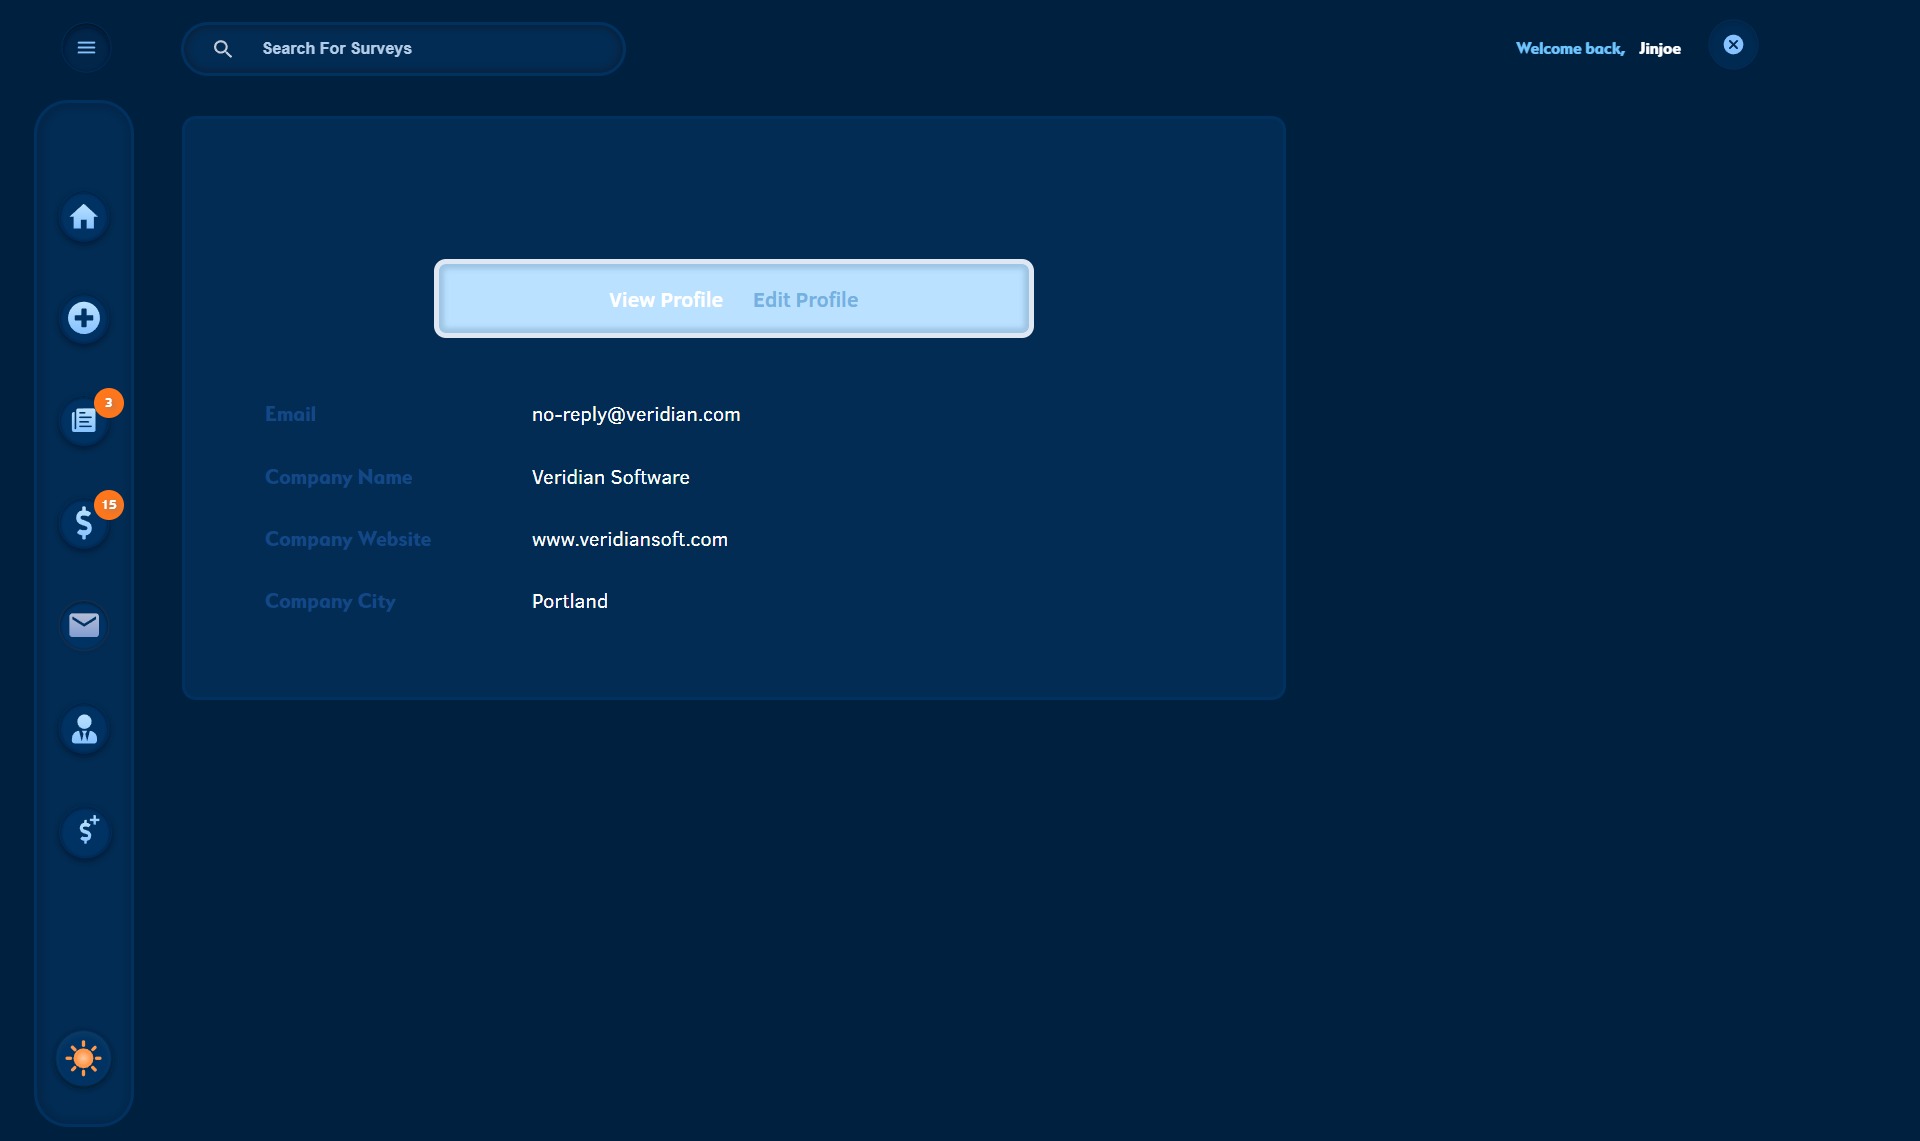 Search For Surveys
Welcome back, Jinjoe
View Profile Edit Profile
Email no-reply@veridian.com
Company Name Veridian Software
Company Website www.veridiansoft.com
Company City Portland
3
15